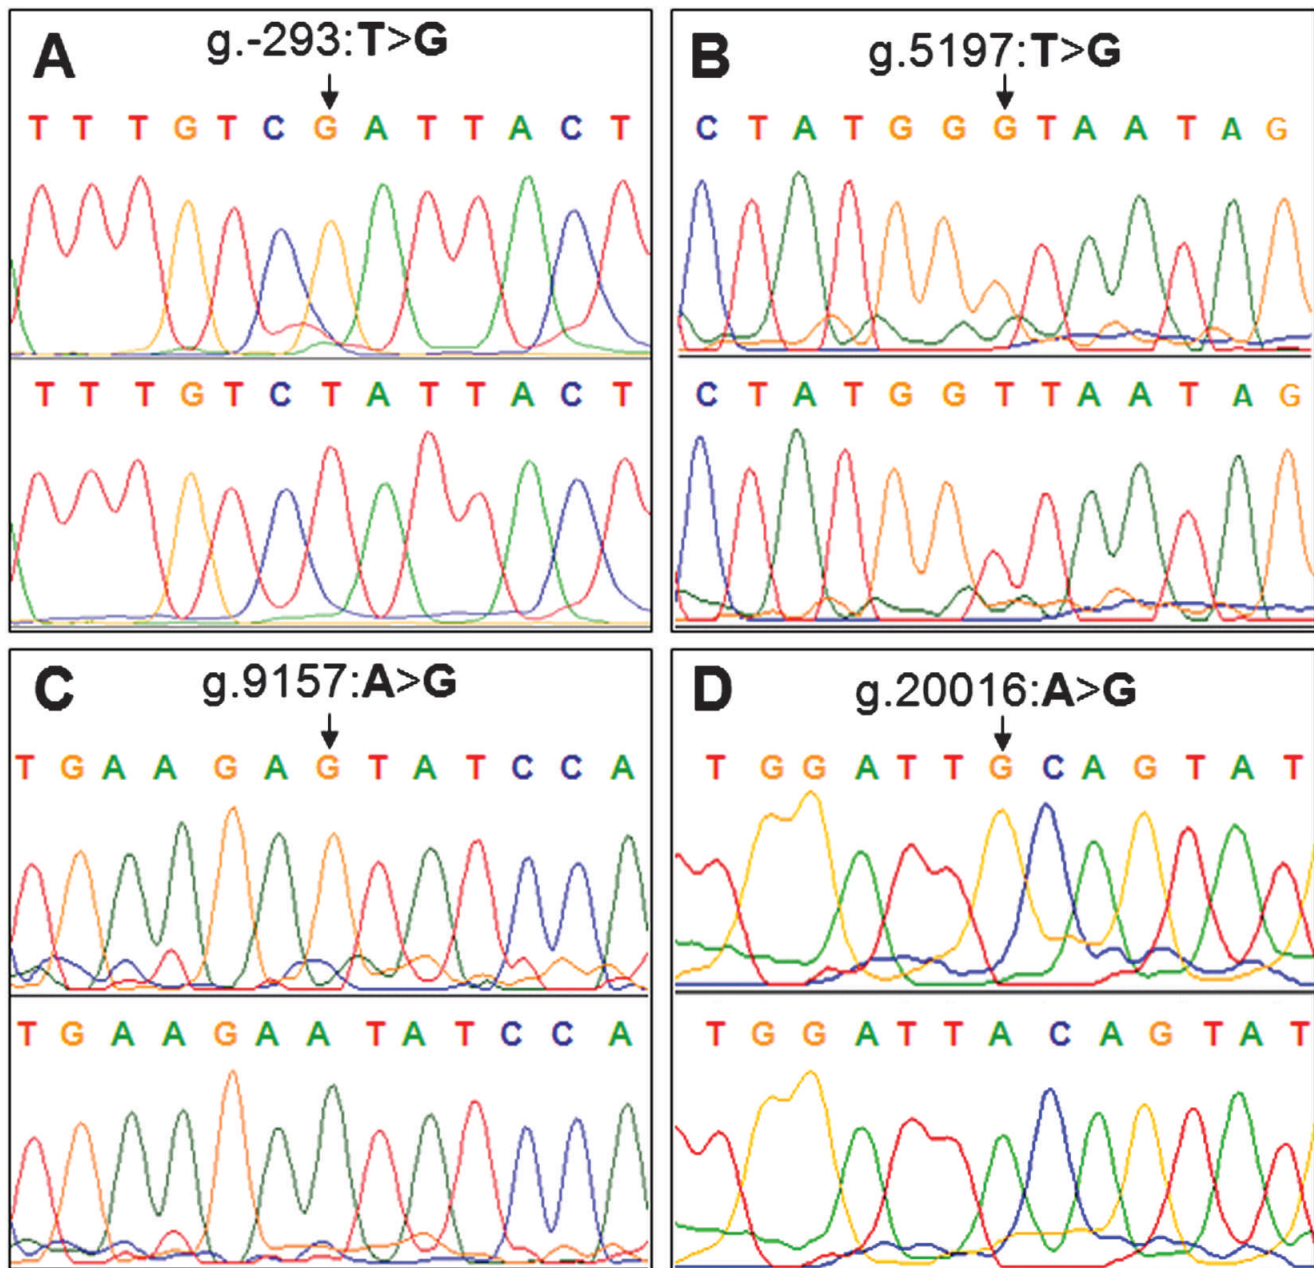 A
g.-293:T>G
T T T G T C G A T T A C T
T T T G T C T A T T A C T
B
g.5197:T>G
C T A T G G G T A A T A G
C T A T G G T T A A T A G
C
g.9157:A>G
T G A A G A G T A T C C A
T G A A G A A T A T C C A
D
g.20016:A>G
T G G A T T G C A G T A T
T G G A T T A C A G T A T